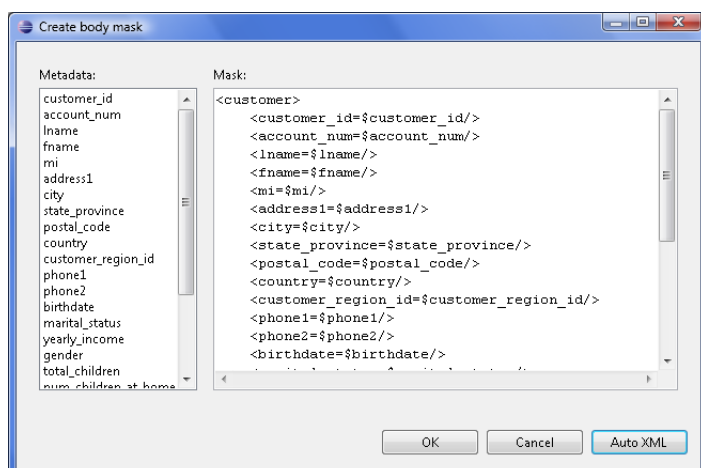 Create body mask
Metadata:
customer_id
account_num
lname
fname
mi
address1
city
state_province
postal_code
country
customer_region_id
phone1
phone2
birthdate
marital_status
yearly_income
gender
total_children
num_children_at_home
Mask:
<customer>
<customer_id=$customer_id/>
<account_num=$account_num/>
<lname=$lname/>
<fname=$fname/>
<mi=$mi/>
<address1=$address1/>
<city=$city/>
<state_province=$state_province/>
<postal_code=$postal_code/>
<country=$country/>
<customer_region_id=$customer_region_id/>
<phone1=$phone1/>
<phone2=$phone2/>
<birthdate=$birthdate/>
OK
Cancel
Auto XML